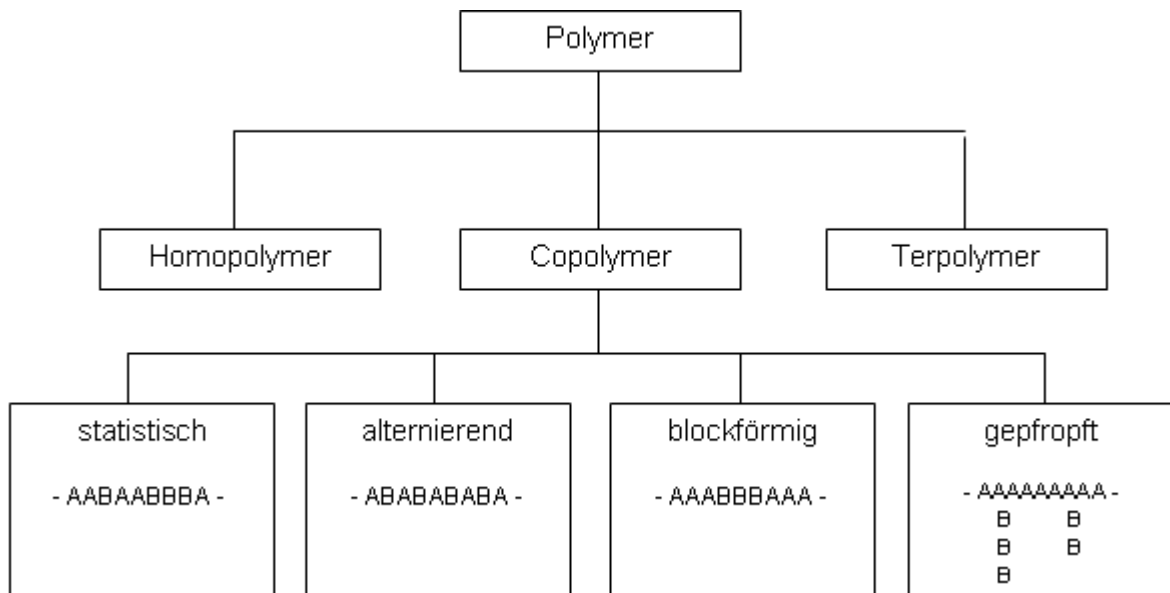 Polymer
Homopolymer
Copolymer
Terpolymer
statistisch
- AABAABBBA -
alternierend
- ABABABABA -
blockförmig
- AAABBBAAA -
gepfropft
- AAAAAAAAA -
B B
B B
B